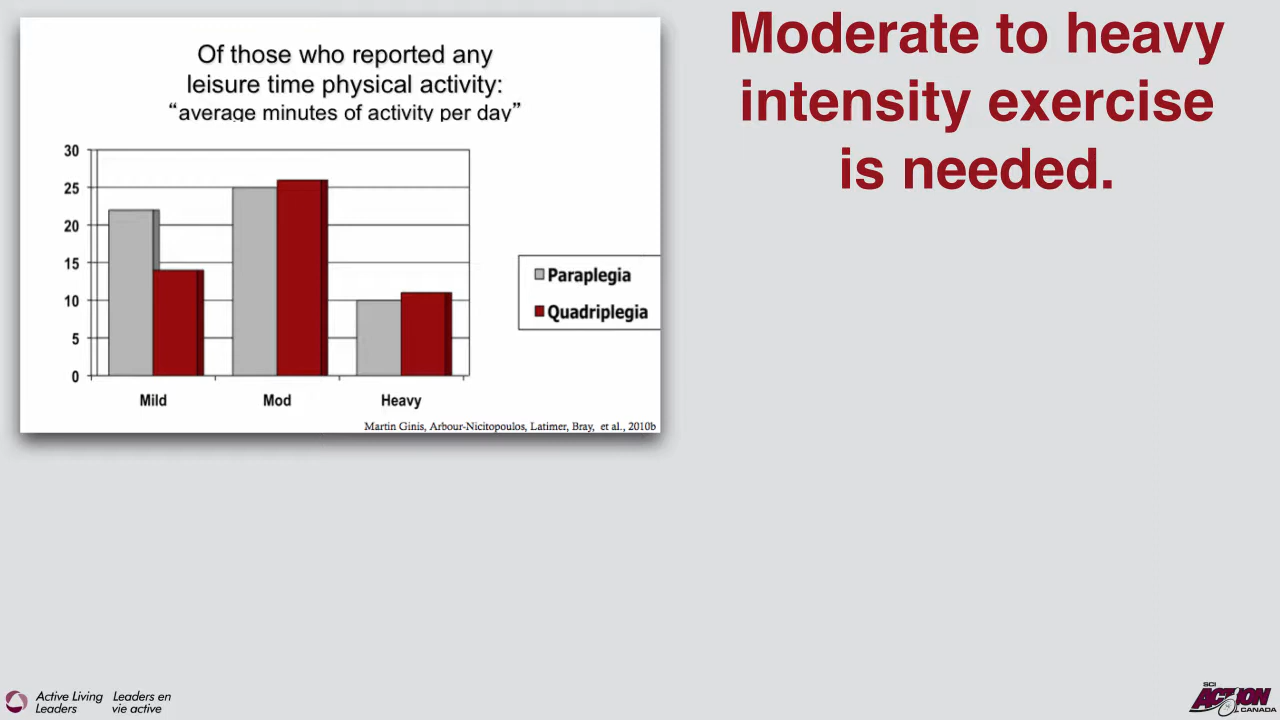 Of those who reported any
leisure time physical activity:
“average minutes of activity per day”
30
25
20
15
10
5
0
Mild Mod Heavy
Paraplegia
Quadriplegia
Martin Ginis, Arbour-Nicitopoulos, Latimer, Bray, et al., 2010b
Moderate to heavy
intensity exercise
is needed.
Active Living
Leaders
Leaders en
vie active
SCI
ACTION
CANADA